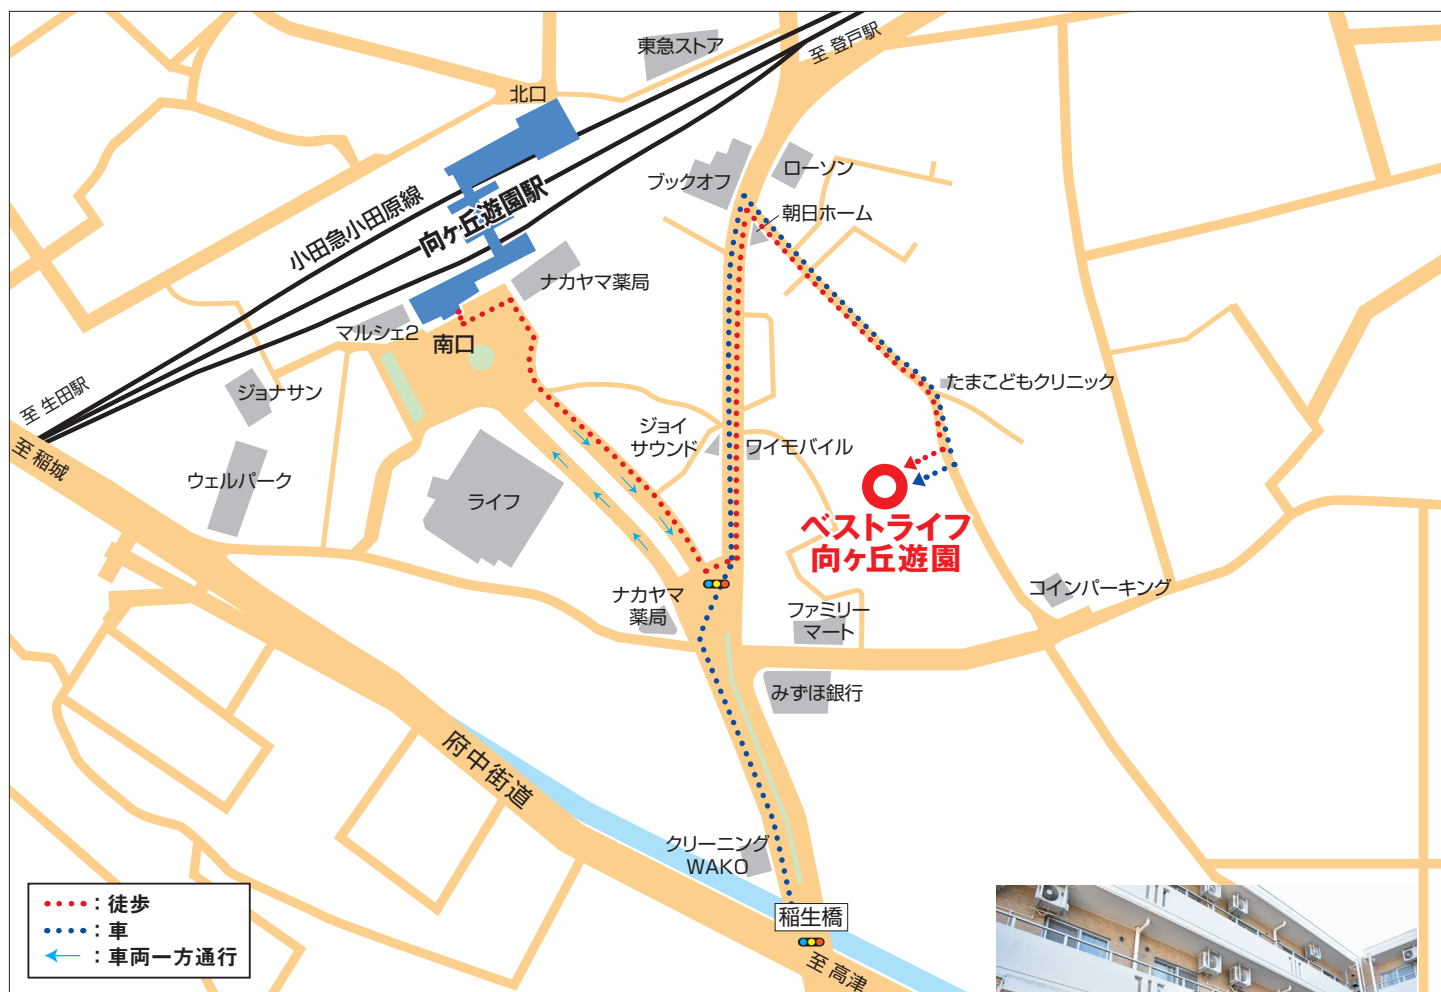 東急ストア
至 登戸駅
北口
ブックオフ
ローソン
小田急小田原線
向ヶ丘遊園駅
朝日ホーム
ナカヤマ薬局
マルシェ2
南口
至 生田駅
ジョナサン
たまこどもクリニック
至 稲城
ウェルパーク
ライフ
ジョイ
サウンド
ワイモバイル
ベストライフ
向ヶ丘遊園
ナカヤマ
薬局
ファミリー
マート
コインパーキング
みずほ銀行
府中街道
クリーニング
WAKO
稲生橋
至 高津
:徒歩
:車
:車両一方通行